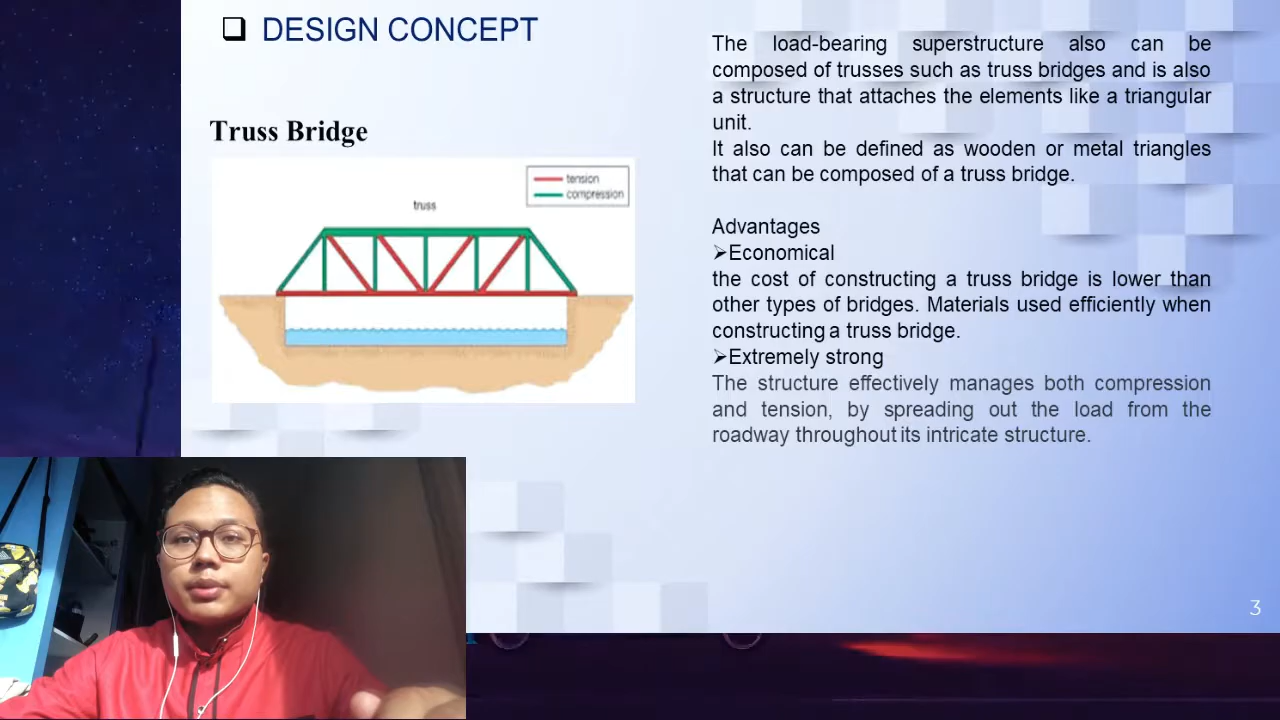 DESIGN CONCEPT
Truss Bridge
tension
compression
truss
The load-bearing superstructure also can be
composed of trusses such as truss bridges and is also
a structure that attaches the elements like a triangular
unit.
It also can be defined as wooden or metal triangles
that can be composed of a truss bridge.
Advantages
➢Economical
the cost of constructing a truss bridge is lower than
other types of bridges. Materials used efficiently when
constructing a truss bridge.
➢Extremely strong
The structure effectively manages both compression
and tension, by spreading out the load from the
roadway throughout its intricate structure.
3